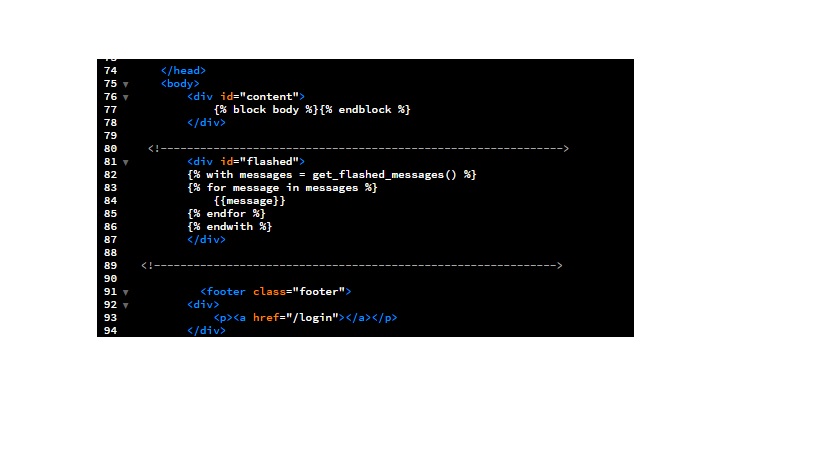 74 </head>
75 <body>
76 <div id="content">
77 {% block body %}{% endblock %}
78 </div>
79
80 <!-------------------------------------------------------------->
81 <div id="flashed">
82 {% with messages = get_flashed_messages() %}
83 {% for message in messages %}
84 {{message}}
85 {% endfor %}
86 {% endwith %}
87 </div>
88
89 <!-------------------------------------------------------------->
90
91 <footer class="footer">
92 <div>
93 <p><a href="/login"></a></p>
94 </div>